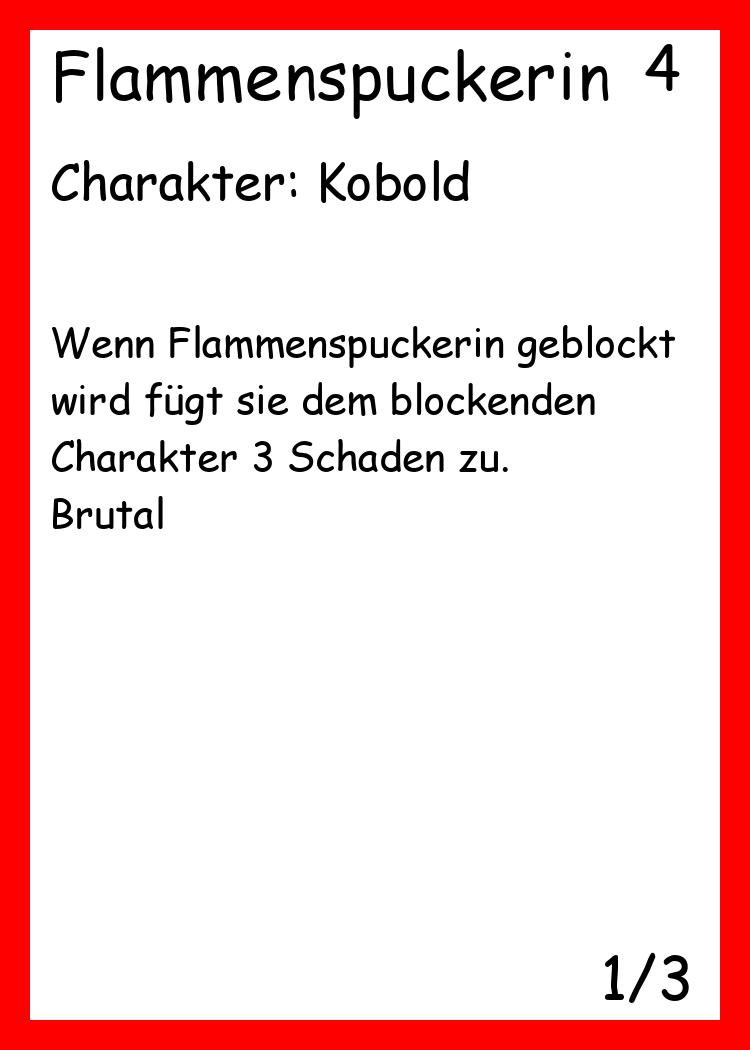 Flammenspuckerin 4
Charakter: Kobold
Wenn Flammenspuckerin geblockt
wird fügt sie dem blockenden
Charakter 3 Schaden zu.
Brutal
1/3